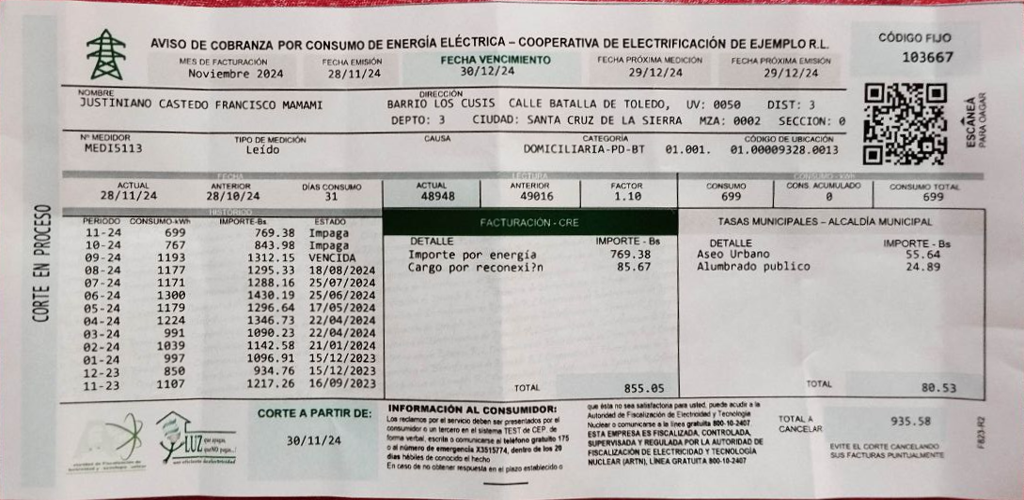 AVISO DE COBRANZA POR CONSUMO DE ENERGÍA ELÉCTRICA – COOPERATIVA DE ELECTRIFICACIÓN DE EJEMPLO R.L.
CÓDIGO FIJO
103667
MES DE FACTURACIÓN
Noviembre 2024
FECHA EMISIÓN
28/11/24
FECHA VENCIMIENTO
30/12/24
FECHA PRÓXIMA MEDICIÓN
29/12/24
FECHA PRÓXIMA EMISIÓN
29/12/24
NOMBRE
JUSTINIANO CASTEDO FRANCISCO MAMAMI
DIRECCIÓN
BARRIO LOS CUSIS CALLE BATALLA DE TOLEDO, UV: 0050 DIST: 3
DEPTO: 3 CIUDAD: SANTA CRUZ DE LA SIERRA MZA: 0002 SECCION: 0
ESCANEÁ
PARA PAGAR
Nº MEDIDOR
MEDI5113
TIPO DE MEDICIÓN
Leído
CAUSA
CATEGORÍA
DOMICILIARIA-PD-BT 01.001.
CÓDIGO DE UBICACIÓN
01.00009328.0013
FECHA
LECTURA
CONSUMO - kWh
ACTUAL
28/11/24
ANTERIOR
28/10/24
DÍAS CONSUMO
31
ACTUAL
48948
ANTERIOR
49016
FACTOR
1.10
CONSUMO
699
CONS. ACUMULADO
0
CONSUMO TOTAL
699
CORTE EN PROCESO
HISTÓRICO
PERIODO CONSUMO-kWh IMPORTE-Bs ESTADO
11-24 699 769.38 Impaga
10-24 767 843.98 Impaga
09-24 1193 1312.15 VENCIDA
08-24 1177 1295.33 18/08/2024
07-24 1171 1288.16 25/07/2024
06-24 1300 1430.19 25/06/2024
05-24 1179 1296.64 17/05/2024
04-24 1224 1346.73 22/04/2024
03-24 991 1090.23 22/04/2024
02-24 1039 1142.58 21/01/2024
01-24 997 1096.91 15/12/2023
12-23 850 934.76 15/12/2023
11-23 1107 1217.26 16/09/2023
FACTURACIÓN - CRE
DETALLE IMPORTE - Bs
Importe por energía 769.38
Cargo por reconexi?n 85.67
TOTAL 855.05
TASAS MUNICIPALES – ALCALDÍA MUNICIPAL
DETALLE IMPORTE - Bs
Aseo Urbano 55.64
Alumbrado publico 24.89
TOTAL 80.53
LUZ
CORTE A PARTIR DE:
30/11/24
INFORMACIÓN AL CONSUMIDOR:
Los reclamos por el servicio deben ser presentados por el
consumidor o un tercero en el sistema TEST de CEP. de
forma verbal, escrita o comunicarse al teléfono gratuito 175
o al número de emergencia X3515774, dentro de los 20
días hábiles de conocido el hecho
En caso de no obtener respuesta en el plazo establecido o
que ésta no sea satisfactoria para usted, puede acudir a la
Autoridad de Fiscalización de Electricidad y Tecnología
Nuclear o comunicarse a la línea gratuita 800-10-2407
ESTA EMPRESA ES FISCALIZADA, CONTROLADA,
SUPERVISADA Y REGULADA POR LA AUTORIDAD DE
FISCALIZACIÓN DE ELECTRICIDAD Y TECNOLOGÍA
NUCLEAR (ARTN), LÍNEA GRATUITA 800-10-2407
TOTAL A
CANCELAR
935.58
EVITE EL CORTE CANCELANDO
SUS FACTURAS PUNTUALMENTE
F823-R2